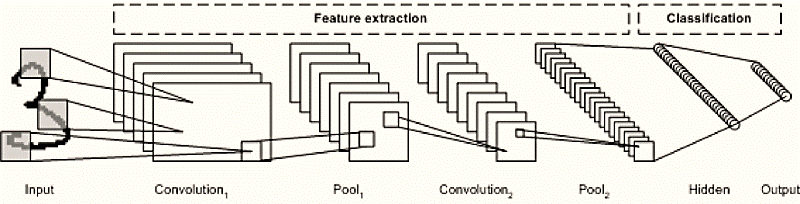 Feature extraction
Classification
Input
Convolution₁
Pool₁
Convolution₂
Pool₂
Hidden
Output